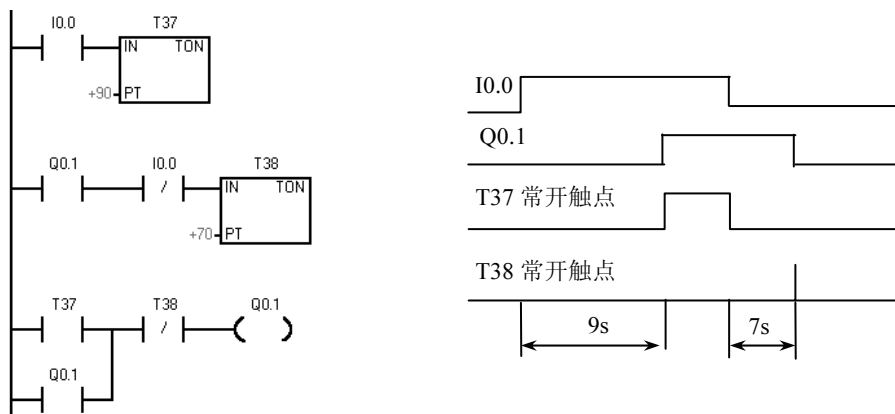 I0.0 T37
IN TON
+90 PT
Q0.1 I0.0 T38
/ IN TON
+70 PT
T37 T38 Q0.1
/
Q0.1
I0.0
Q0.1
T37 常开触点
T38 常开触点
9s 7s